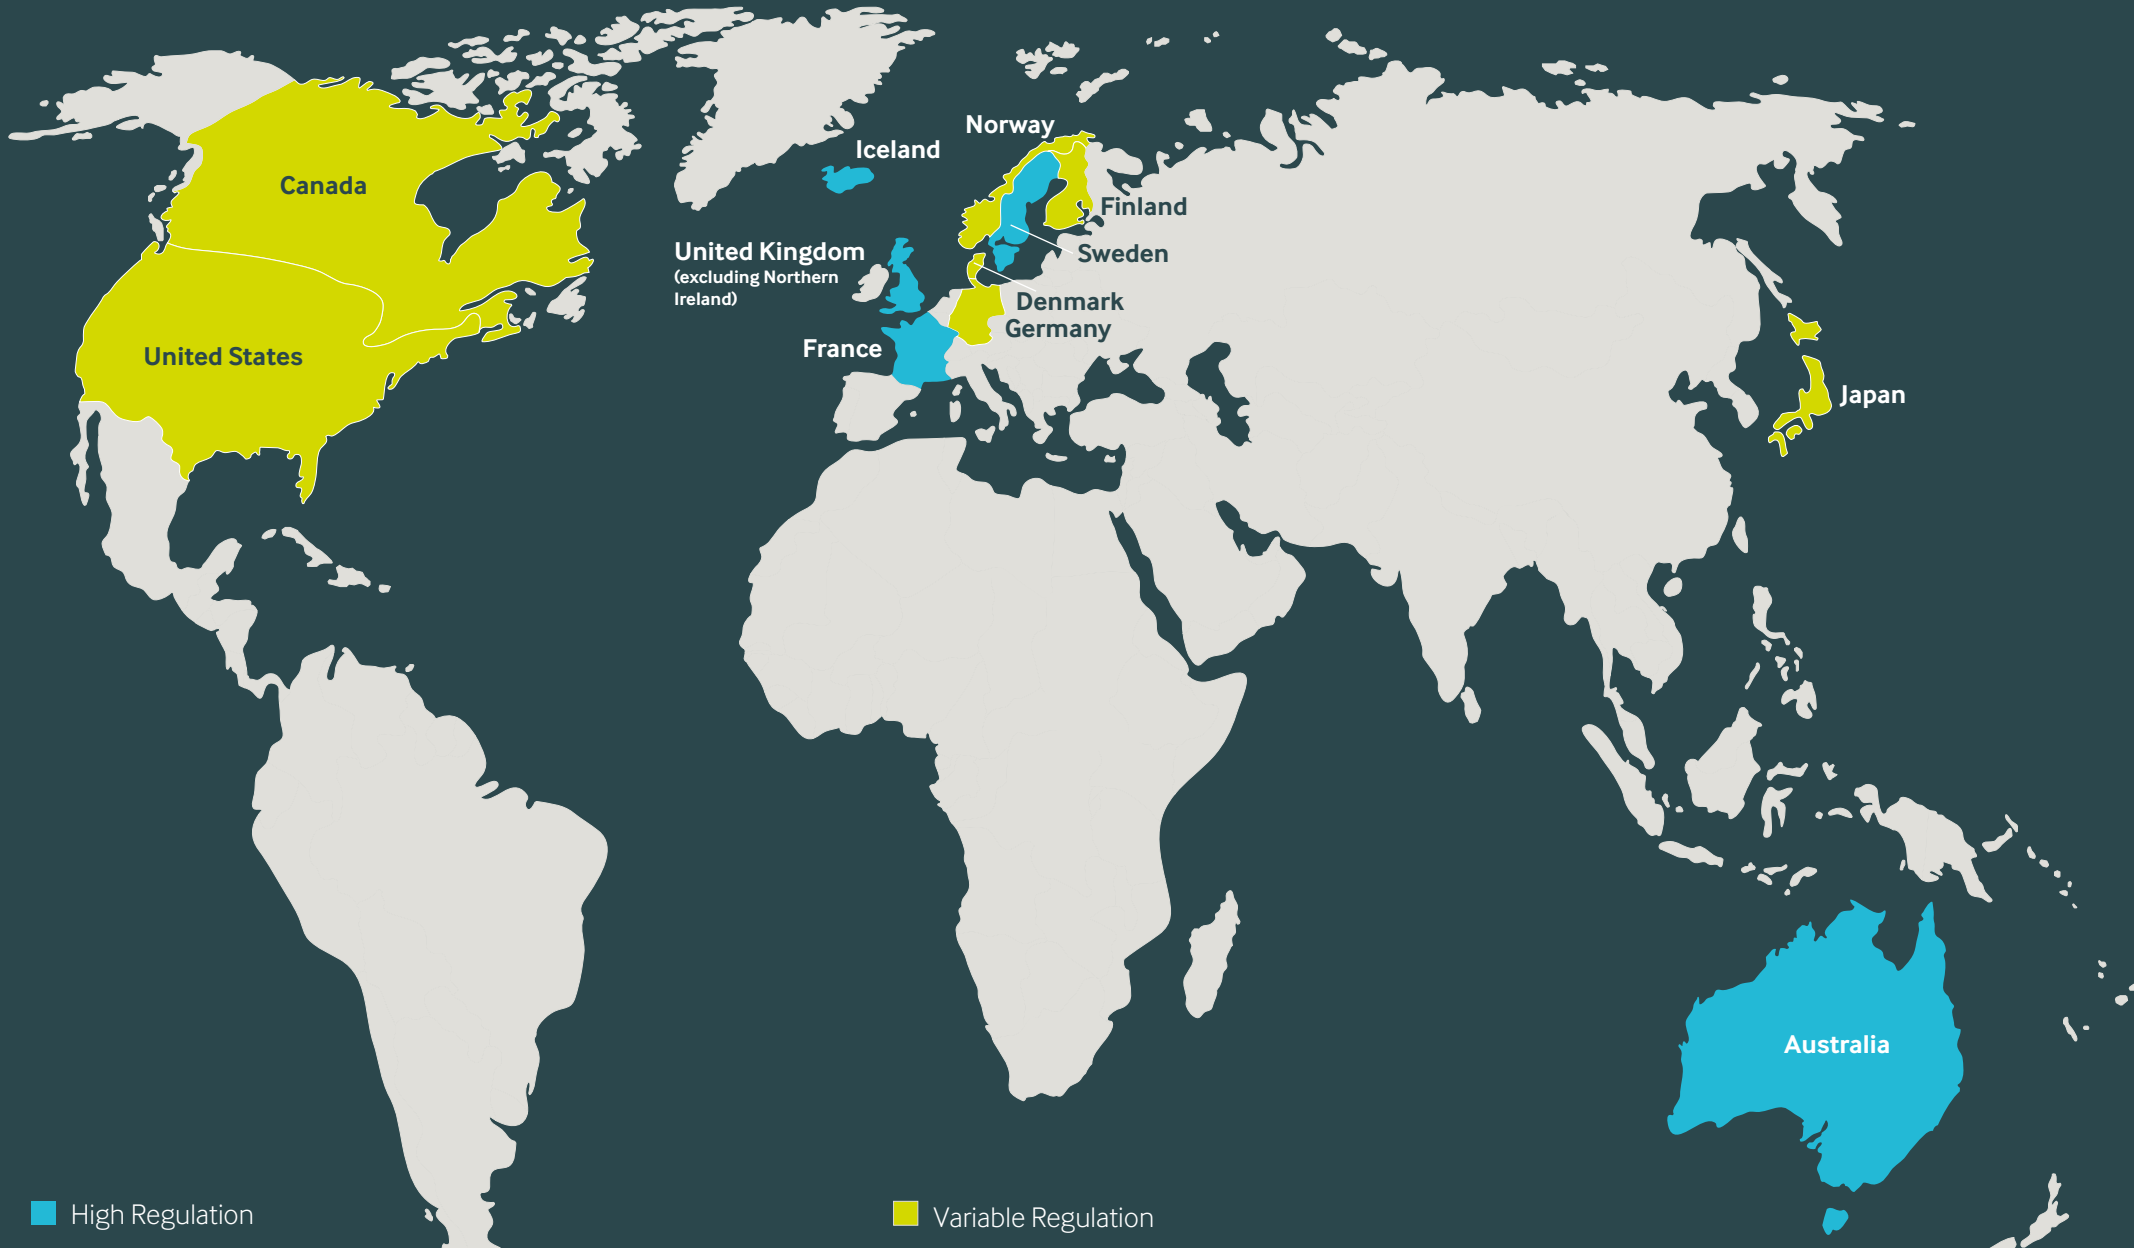 Norway
Iceland
Canada
Finland
United Kingdom
(excluding Northern
Ireland)
Sweden
Denmark
Germany
France
United States
Japan
Australia
High Regulation
Variable Regulation